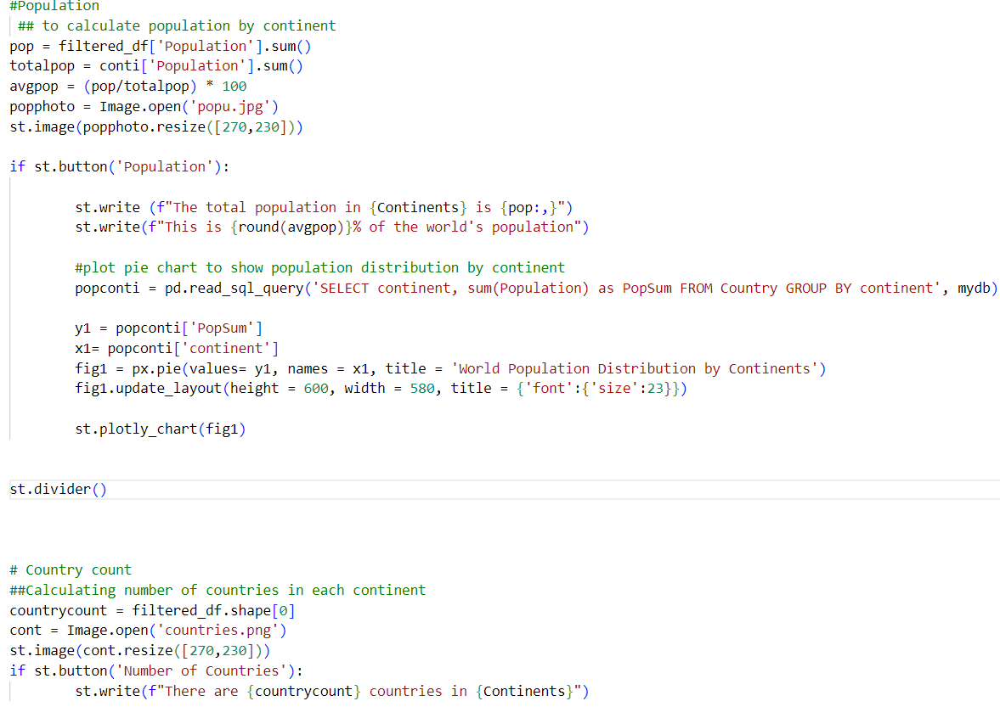 #Population
## to calculate population by continent
pop = filtered_df['Population'].sum()
totalpop = conti['Population'].sum()
avgpop = (pop/totalpop) * 100
popphoto = Image.open('popu.jpg')
st.image(popphoto.resize([270,230]))
if st.button('Population'):
st.write (f"The total population in {Continents} is {pop:,}")
st.write(f"This is {round(avgpop)}% of the world's population")
#plot pie chart to show population distribution by continent
popconti = pd.read_sql_query('SELECT continent, sum(Population) as PopSum FROM Country GROUP BY continent', mydb)
y1 = popconti['PopSum']
x1= popconti['continent']
fig1 = px.pie(values= y1, names = x1, title = 'World Population Distribution by Continents')
fig1.update_layout(height = 600, width = 580, title = {'font':{'size':23}})
st.plotly_chart(fig1)
st.divider()
# Country count
##Calculating number of countries in each continent
countrycount = filtered_df.shape[0]
cont = Image.open('countries.png')
st.image(cont.resize([270,230]))
if st.button('Number of Countries'):
st.write(f"There are {countrycount} countries in {Continents}")